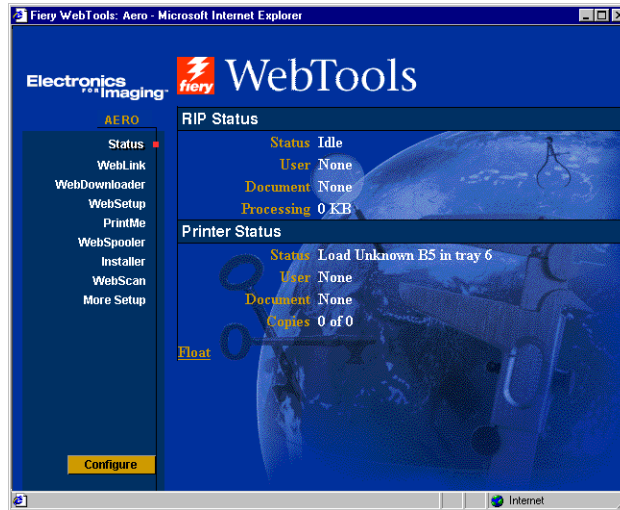 Fiery WebTools: Aero - Microsoft Internet Explorer
Electronics
FOR Imaging
fiery
WebTools
AERO
Status
WebLink
WebDownloader
WebSetup
PrintMe
WebSpooler
Installer
WebScan
More Setup
Configure
RIP Status
Status Idle
User None
Document None
Processing 0 KB
Printer Status
Status Load Unknown B5 in tray 6
User None
Document None
Copies 0 of 0
Float
Internet